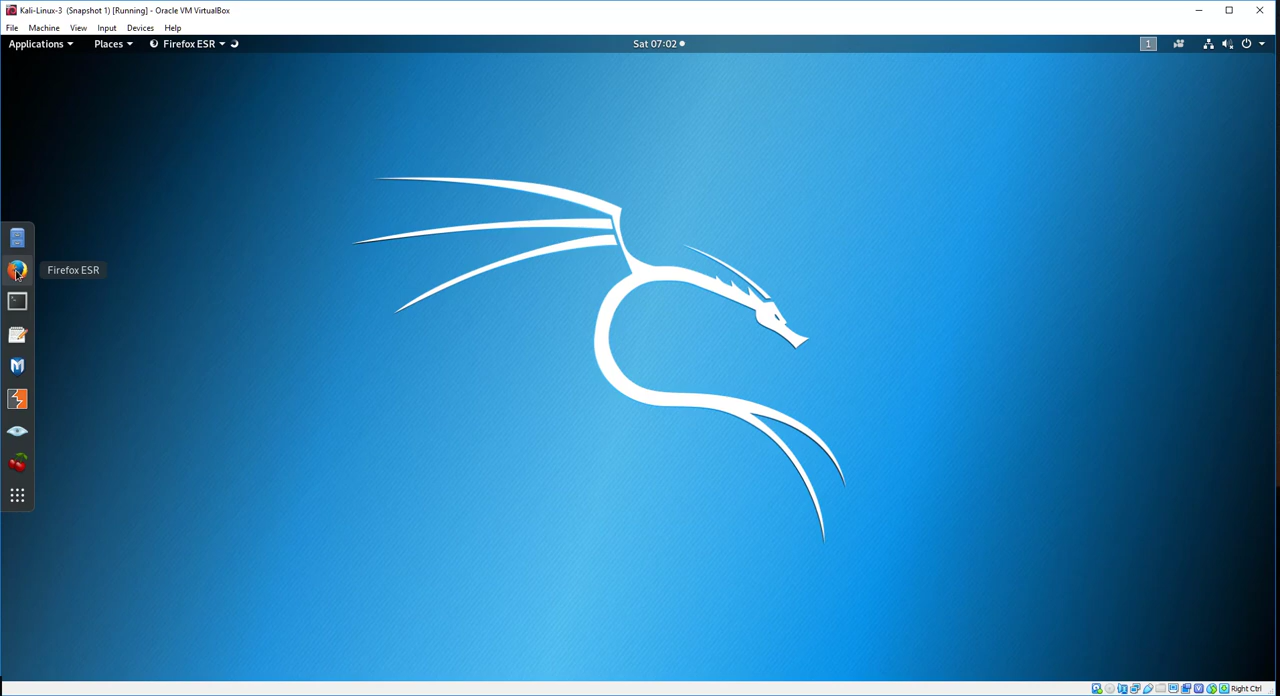 Kali-Linux-3 (Snapshot 1) [Running] - Oracle VM VirtualBox
File Machine View Input Devices Help
Applications Places Firefox ESR Sat 07:02 1
Firefox ESR
Right Ctrl